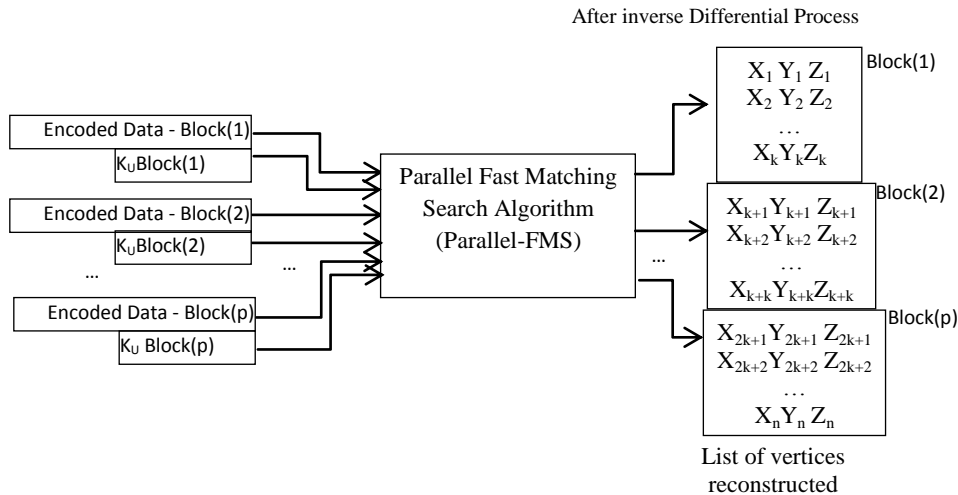 After inverse Differential Process
Encoded Data - Block(1)
KUBlock(1)
Encoded Data - Block(2)
KUBlock(2)
...
Encoded Data - Block(p)
KU Block(p)
...
Parallel Fast Matching
Search Algorithm
(Parallel-FMS)
...
Block(1)
X1 Y1 Z1
X2 Y2 Z2
...
XkYkZk
Block(2)
Xk+1Yk+1 Zk+1
Xk+2Yk+2 Zk+2
...
Xk+kYk+kZk+k
Block(p)
X2k+1Y2k+1 Z2k+1
X2k+2Y2k+2 Z2k+2
...
XnYn Zn
List of vertices
reconstructed